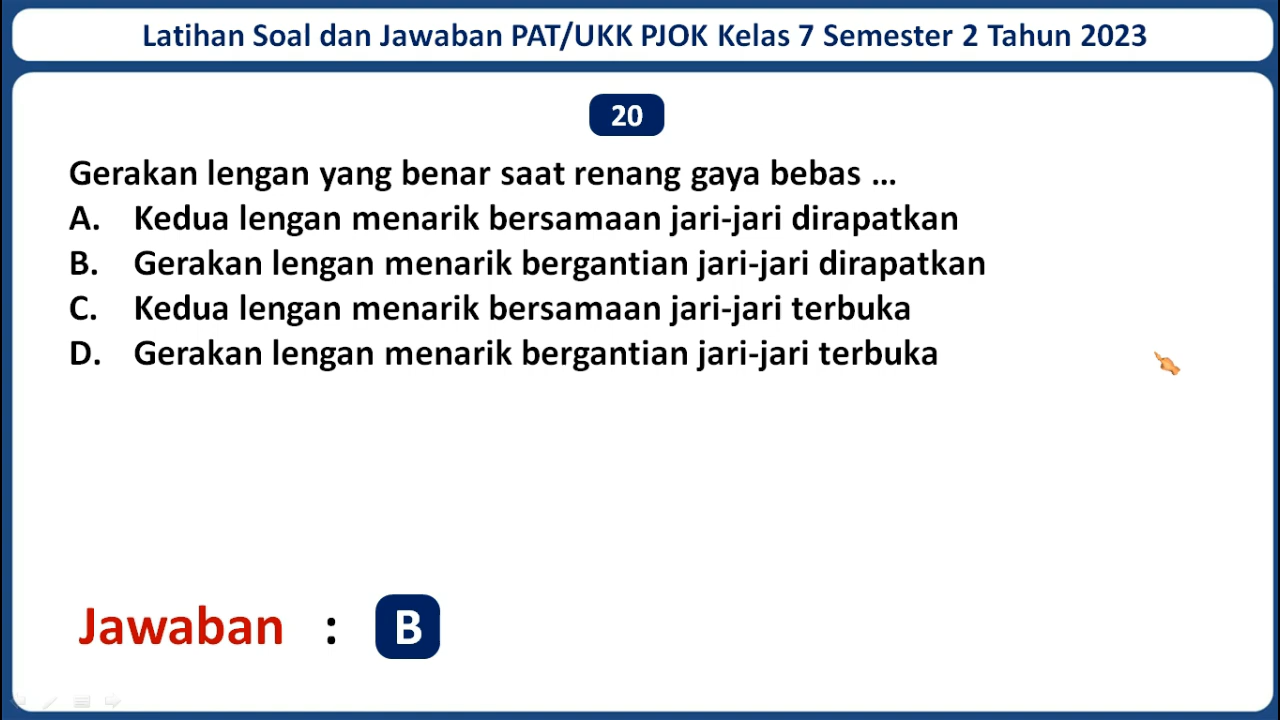 Latihan Soal dan Jawaban PAT/UKK PJOK Kelas 7 Semester 2 Tahun 2023
20
Gerakan lengan yang benar saat renang gaya bebas ...
A. Kedua lengan menarik bersamaan jari-jari dirapatkan
B. Gerakan lengan menarik bergantian jari-jari dirapatkan
C. Kedua lengan menarik bersamaan jari-jari terbuka
D. Gerakan lengan menarik bergantian jari-jari terbuka
Jawaban : B